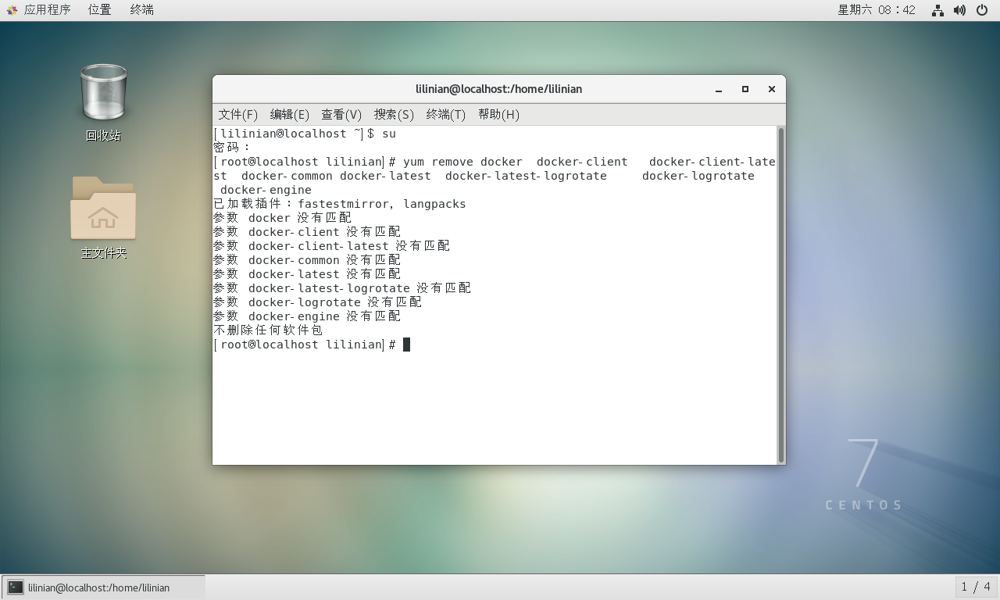 应用程序 位置 终端 星期六 08:42
lilinian@localhost:/home/lilinian
文件(F) 编辑(E) 查看(V) 搜索(S) 终端(T) 帮助(H)
[lilinian@localhost ~]$ su
密码：
[root@localhost lilinian]# yum remove docker  docker-client   docker-client-late
st  docker-common docker-latest  docker-latest-logrotate     docker-logrotate
 docker-engine
已加载插件：fastestmirror, langpacks
参数 docker 没有匹配
参数 docker-client 没有匹配
参数 docker-client-latest 没有匹配
参数 docker-common 没有匹配
参数 docker-latest 没有匹配
参数 docker-latest-logrotate 没有匹配
参数 docker-logrotate 没有匹配
参数 docker-engine 没有匹配
不删除任何软件包
[root@localhost lilinian]#
回收站
主文件夹
7
CENTOS
lilinian@localhost:/home/lilinian
1 / 4